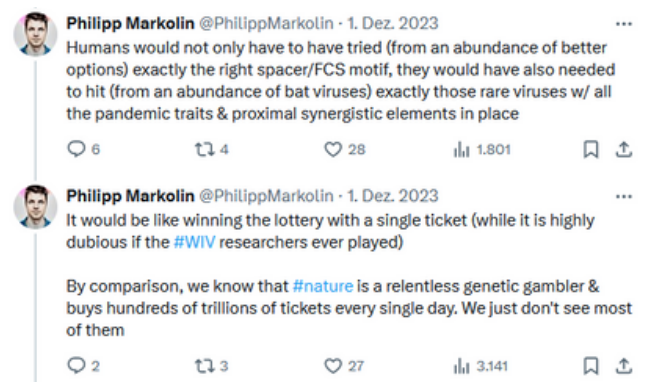 Philipp Markolin @PhilippMarkolin · 1. Dez. 2023
Humans would not only have to have tried (from an abundance of better
options) exactly the right spacer/FCS motif, they would have also needed
to hit (from an abundance of bat viruses) exactly those rare viruses w/ all
the pandemic traits & proximal synergistic elements in place
6 4 28 1.801
Philipp Markolin @PhilippMarkolin · 1. Dez. 2023
It would be like winning the lottery with a single ticket (while it is highly
dubious if the #WIV researchers ever played)
By comparison, we know that #nature is a relentless genetic gambler &
buys hundreds of trillions of tickets every single day. We just don't see most
of them
2 3 27 3.141